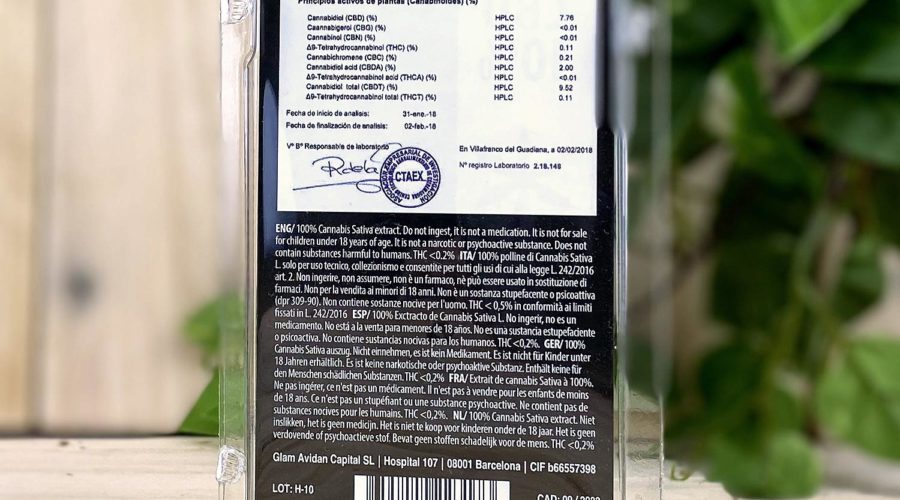 Principios activos de plantas (Canabinoides) (%)
Cannabidiol (CBD) (%) HPLC 7.76
Caannabigerol (CBG) (%) HPLC <0.01
Cannabinol (CBN) (%) HPLC <0.01
Δ9-Tetrahydrocannabinol (THC) (%) HPLC 0.11
Cannabichromene (CBC) (%) HPLC 0.21
Cannabidiol acid (CBDA) (%) HPLC 2.00
Δ9-Tetrahydrocannabinol acid (THCA) (%) HPLC <0.01
Cannabidiol total (CBDT) (%) HPLC 9.52
Δ9-Tetrahydrocannabinol total (THCT) (%) HPLC 0.11
Fecha de inicio de analisis: 31-ene.-18
Fecha de finalización de analisis: 02-feb.-18
Vº Bº Responsable de laboratorio
En Villafranco del Guadiana, a 02/02/2018
Nº registro Laboratorio 2.18.148
CTAEX
ENG/ 100% Cannabis Sativa extract. Do not ingest, it is not a medication. It is not for sale
for children under 18 years of age. It is not a narcotic or psychoactive substance. Does not
contain substances harmful to humans. THC <0.2% ITA/ 100% polline di Cannabis Sativa
L. solo per uso tecnico, collezionismo e consentite per tutti gli usi di cui alla legge L. 242/2016
art. 2. Non ingerire, non assumere, non è un farmaco, nè può essere usato in sostituzione di
farmaci. Non per la vendita ai minori di 18 anni. Non è un sostanza stupefacente o psicoattiva
(dpr 309-90). Non contiene sostanze nocive per l'uomo. THC < 0,5% in conformità ai limiti
fissati in L. 242/2016 ESP/ 100% Exctracto de Cannabis Sativa L. No ingerir, no es un
medicamento. No está a la venta para menores de 18 años. No es una sustancia estupefaciente
o psicoactiva. No contiene sustancias nocivas para los humanos. THC <0,2%. GER/ 100%
Cannabis Sativa auszug. Nicht einnehmen, es ist kein Medikament. Es ist nicht für Kinder unter
18 Jahren erhältlich. Es ist keine narkotische oder psychoaktive Substanz. Enthält keine für
den Menschen schädlichen Substanzen. THC <0,2% FRA/ Extrait de cannabis Sativa à 100%.
Ne pas ingérer, ce n'est pas un médicament. Il n'est pas à vendre pour les enfants de moins
de 18 ans. Ce n'est pas un stupéfiant ou une substance psychoactive. Ne contient pas de
substances nocives pour les humains. THC <0,2%. NL/ 100% Cannabis Sativa extract. Niet
inslikken, het is geen medicijn. Het is niet te koop voor kinderen onder de 18 jaar. Het is geen
verdovende of psychoactieve stof. Bevat geen stoffen schadelijk voor de mens. THC <0,2%
Glam Avidan Capital SL | Hospital 107 | 08001 Barcelona | CIF b66557398
LOT: H-10
CAD: